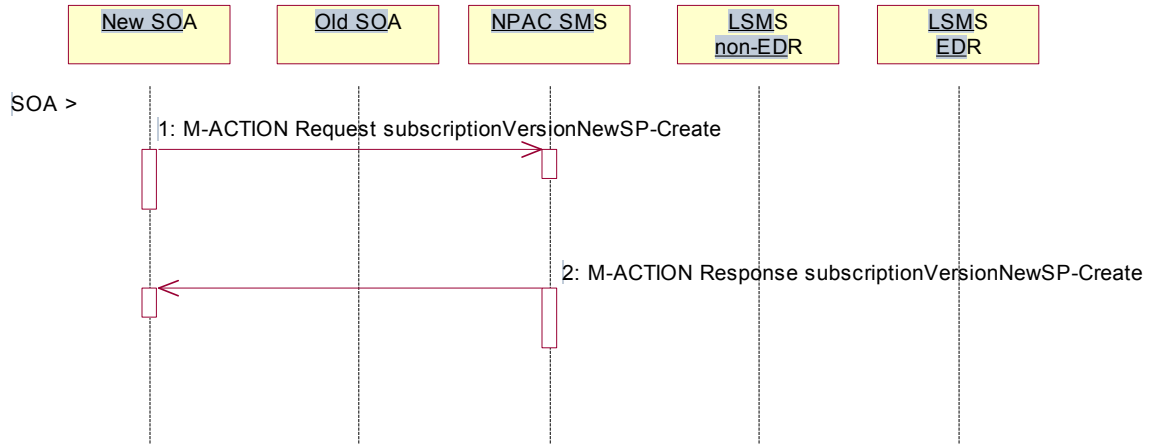 New SOA
Old SOA
NPAC SMS
LSMS
non-EDR
LSMS
EDR
SOA >
1: M-ACTION Request subscriptionVersionNewSP-Create
2: M-ACTION Response subscriptionVersionNewSP-Create